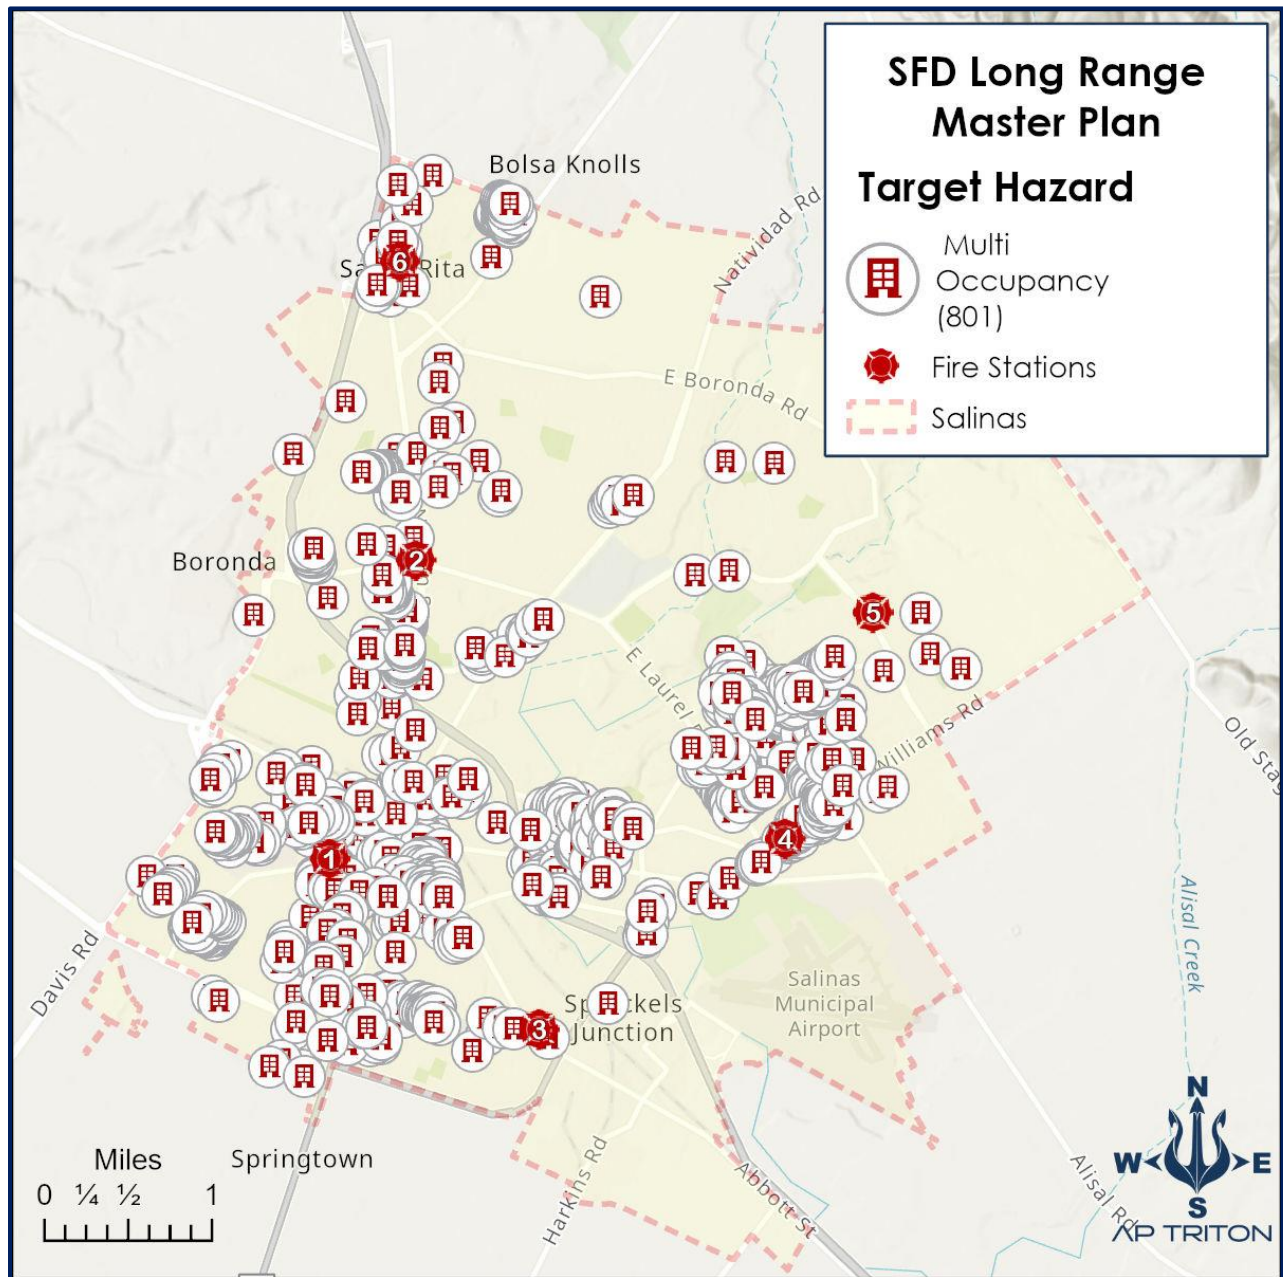 SFD Long Range
Master Plan
Target Hazard
Multi
Occupancy
(801)
Fire Stations
Salinas
Bolsa Knolls
Natividad Rd
6
E Boronda Rd
Boronda
2
5
E Laurel
Williams Rd
Old Stag
1
4
Alisal Creek
Davis Rd
Salinas
Municipal
Airport
3
Junction
Springtown
Harkins Rd
Abbott St
Alisal Rd
Miles
0 ¼ ½ 1
N
W E
S
AP TRITON